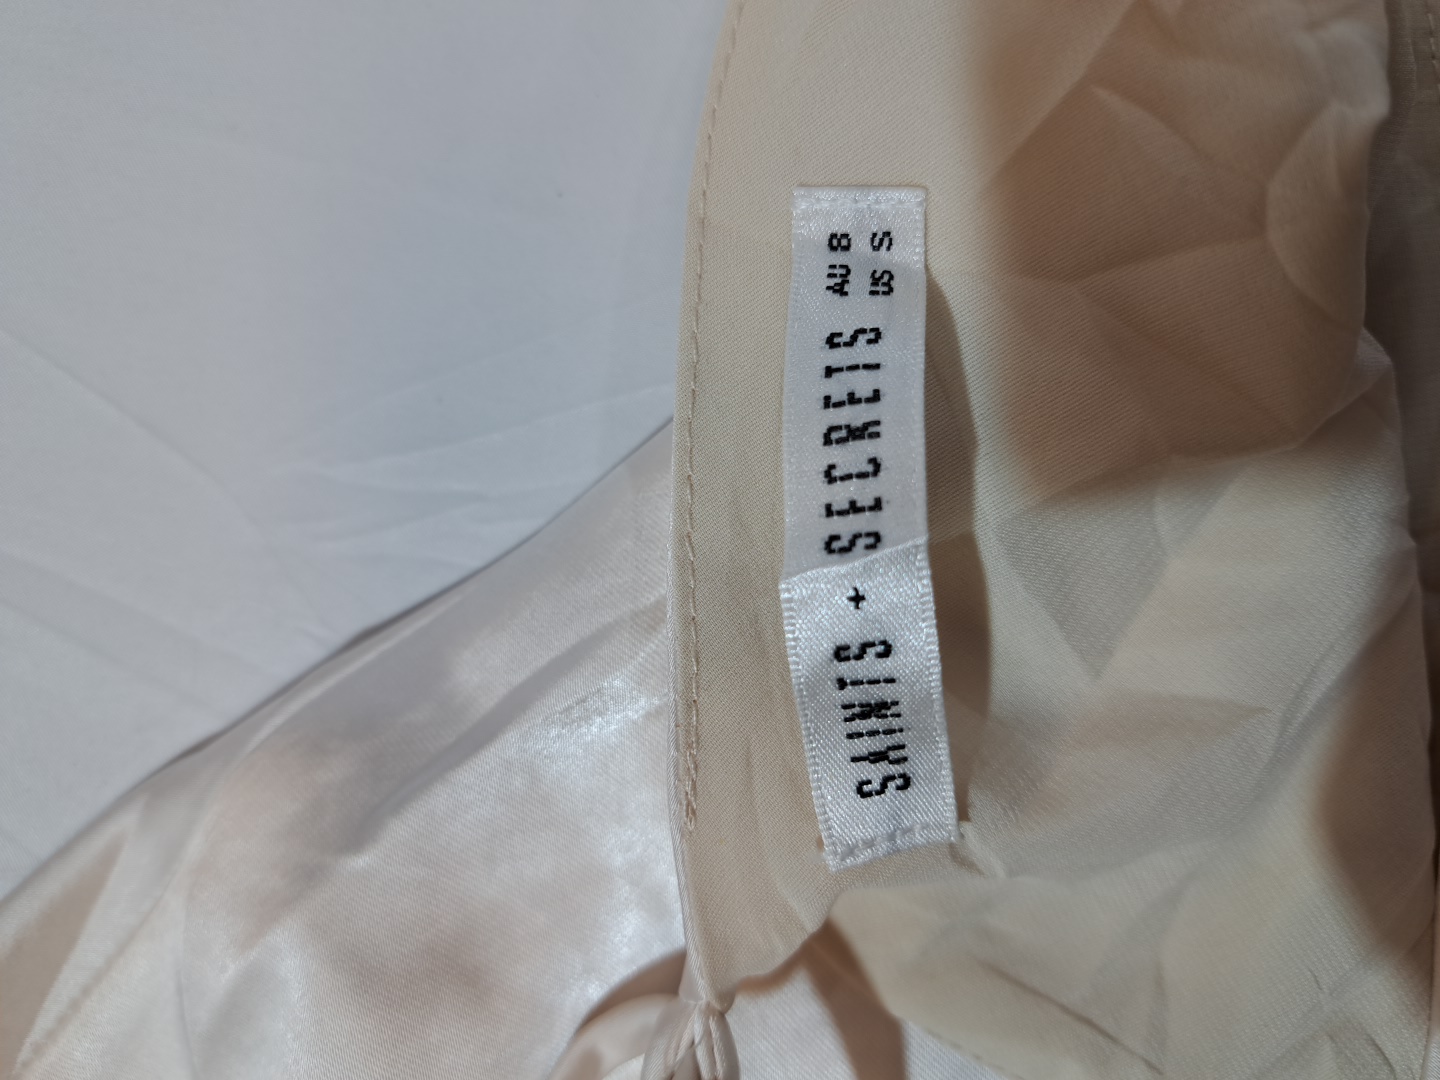 SAINTS + SECRETS
AU 8
US S